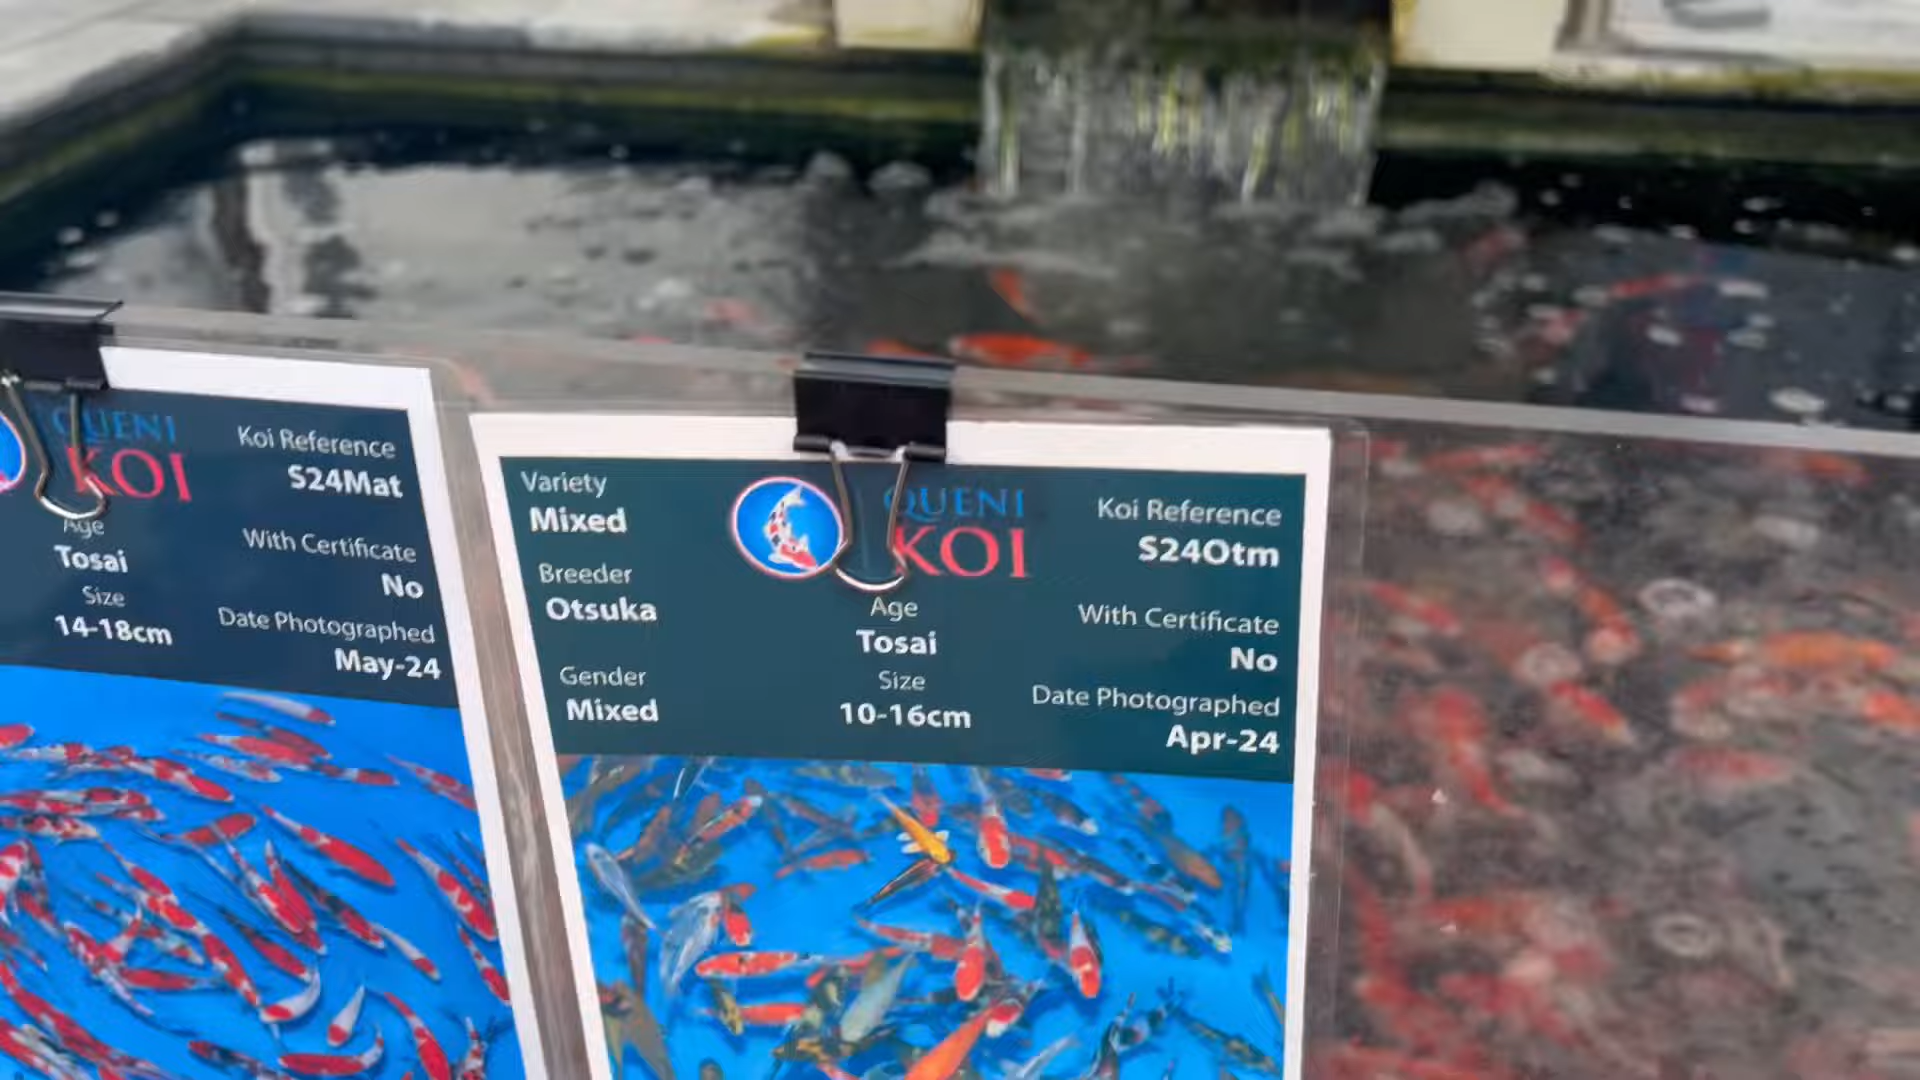 QUENI
KOI
Koi Reference
S24Mat
Age
Tosai
With Certificate
No
Size
14-18cm
Date Photographed
May-24
Variety
Mixed
QUENI
KOI
Koi Reference
S24Otm
Breeder
Otsuka
Age
Tosai
With Certificate
No
Gender
Mixed
Size
10-16cm
Date Photographed
Apr-24